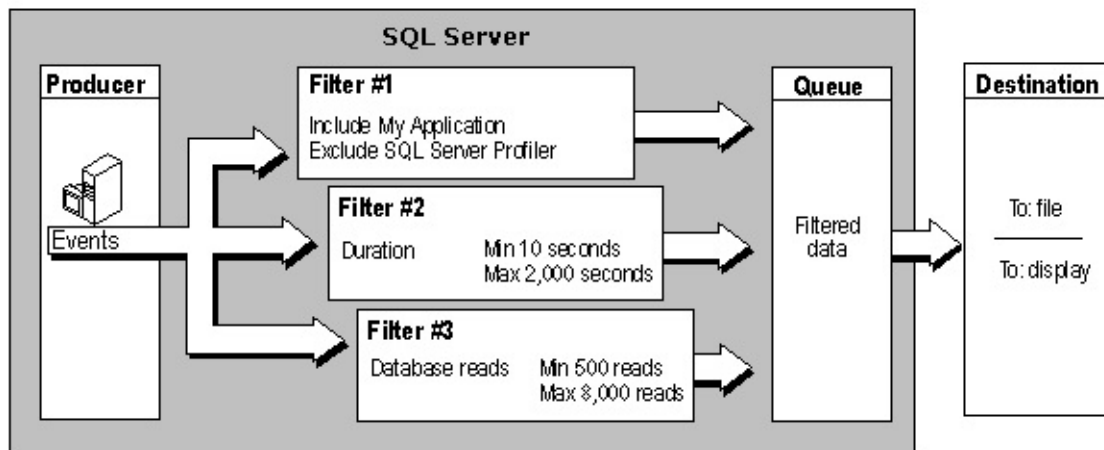 SQL Server
Producer
Events
Filter #1
Include My Application
Exclude SQL Server Profiler
Filter #2
Duration Min 10 seconds
Max 2,000 seconds
Filter #3
Database reads Min 500 reads
Max 8,000 reads
Queue
Filtered
data
Destination
To: file
To: display